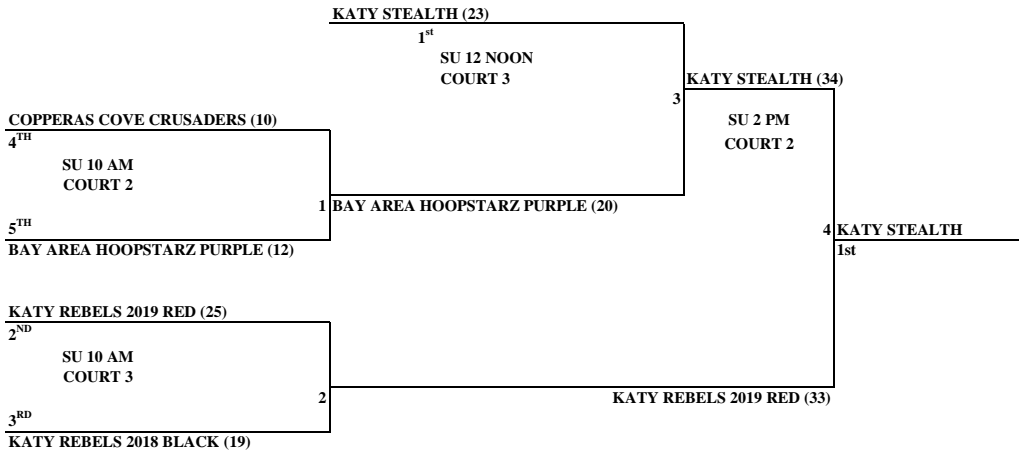 KATY STEALTH (23)
1st
SU 12 NOON
COURT 3
KATY STEALTH (34)
3
SU 2 PM
COURT 2
COPPERAS COVE CRUSADERS (10)
4TH
SU 10 AM
COURT 2
1 BAY AREA HOOPSTARZ PURPLE (20)
5TH
BAY AREA HOOPSTARZ PURPLE (12)
4 KATY STEALTH
1st
KATY REBELS 2019 RED (25)
2ND
SU 10 AM
COURT 3
2
KATY REBELS 2019 RED (33)
3RD
KATY REBELS 2018 BLACK (19)